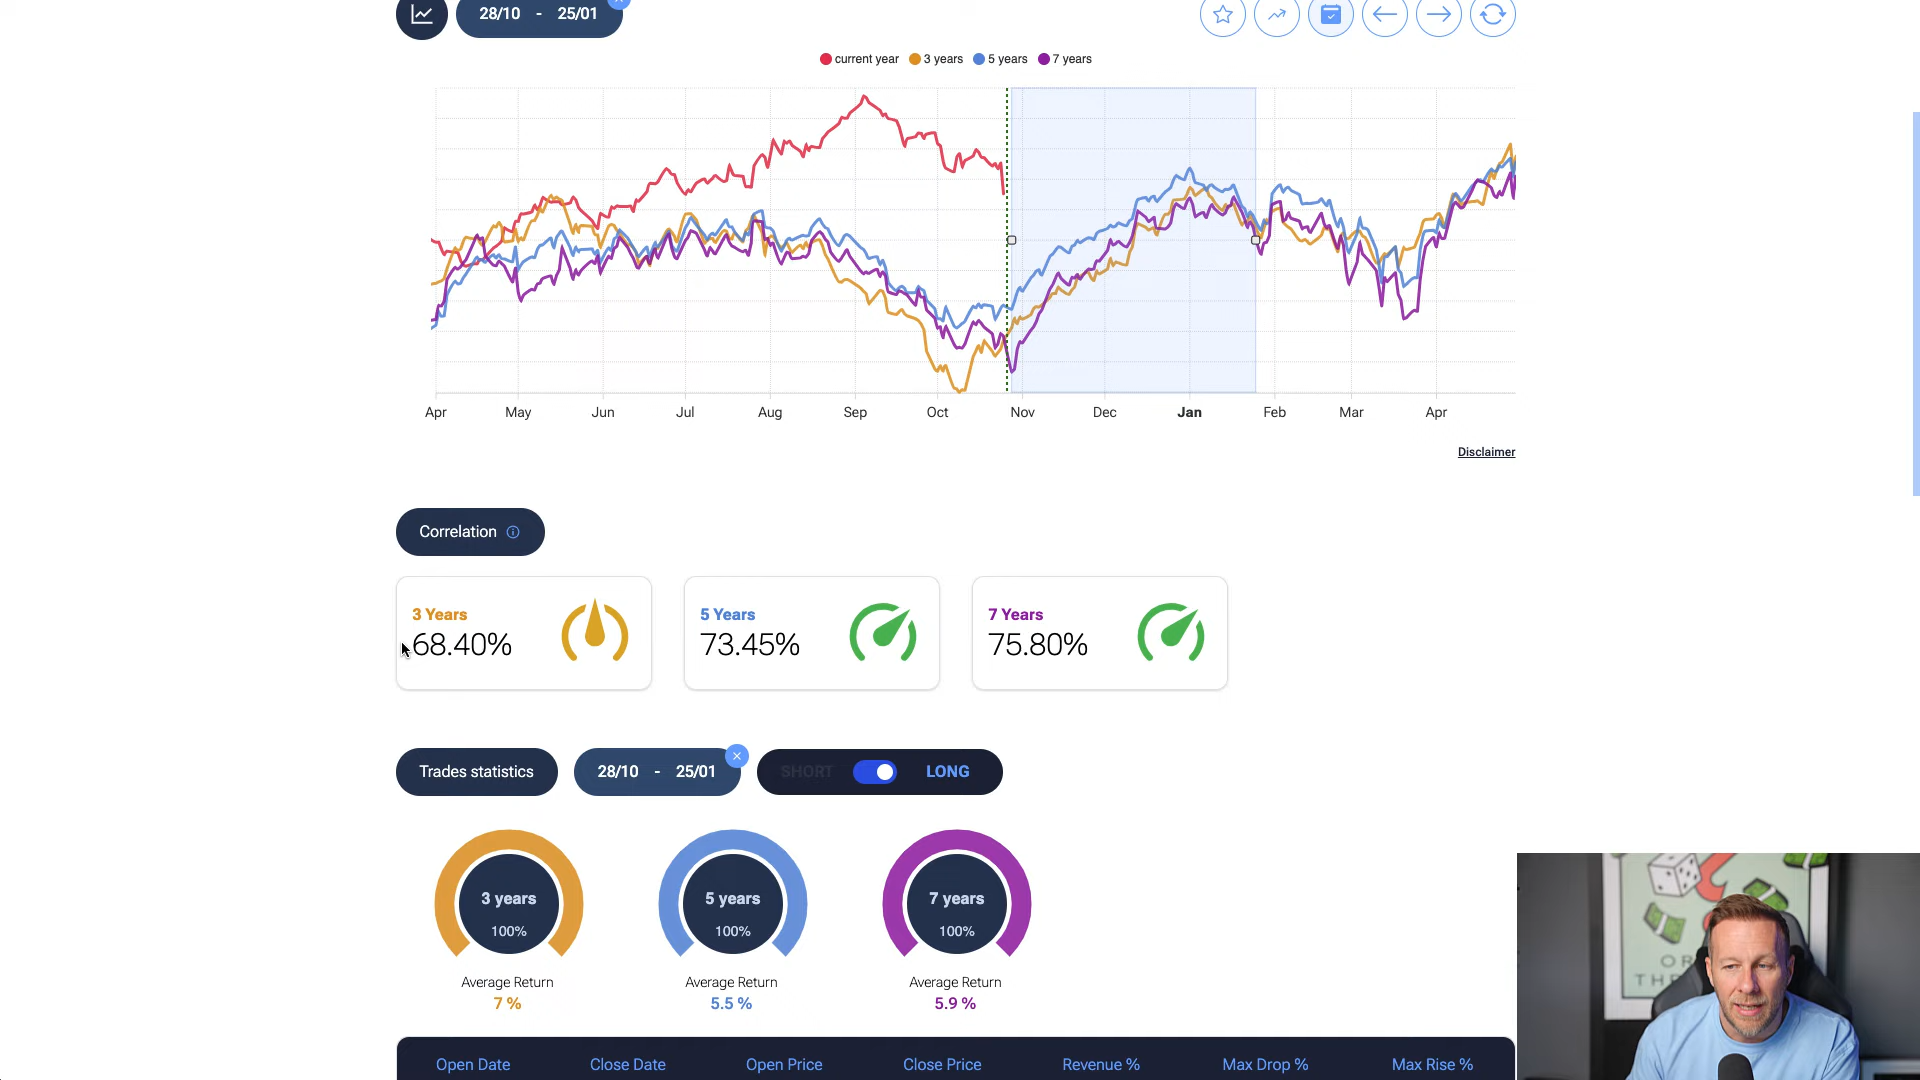 28/10 - 25/01
current year 3 years 5 years 7 years
Apr May Jun Jul Aug Sep Oct Nov Dec Jan Feb Mar Apr
Disclaimer
Correlation
3 Years
68.40%
5 Years
73.45%
7 Years
75.80%
Trades statistics
28/10 - 25/01
SHORT LONG
3 years
100%
5 years
100%
7 years
100%
Average Return
7 %
Average Return
5.5 %
Average Return
5.9 %
Open Date Close Date Open Price Close Price Revenue % Max Drop % Max Rise %